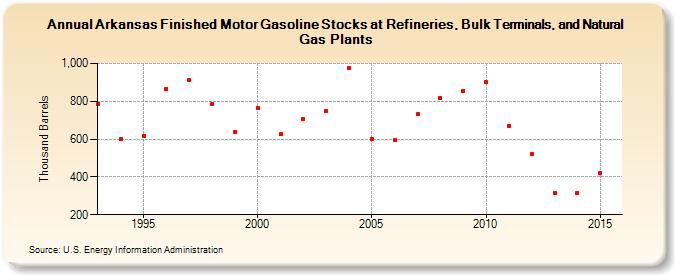 Annual Arkansas Finished Motor Gasoline Stocks at Refineries, Bulk Terminals, and Natural
Gas Plants
Thousand Barrels
1,000
800
600
400
200
1995
2000
2005
2010
2015
Source: U.S. Energy Information Administration